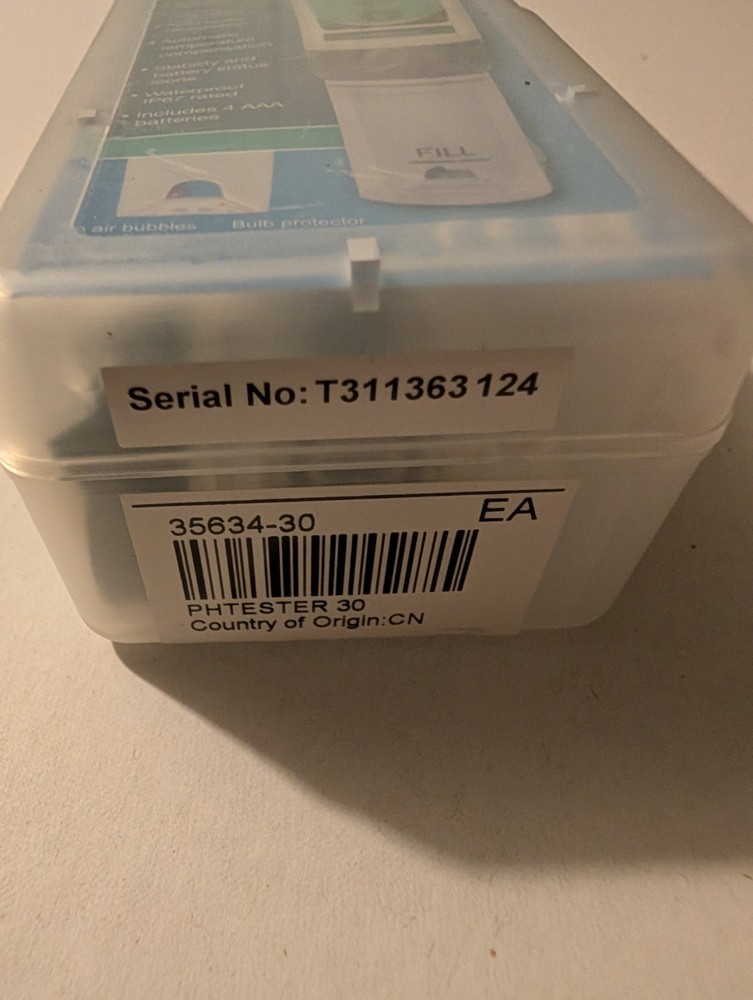 • Automatic
temperature
compensation
• Stability and
battery status
icons
• Waterproof
IP67 rated
• Includes 4 AAA
batteries
FILL
air bubbles
Bulb protector
Serial No: T311363124
35634-30
EA
PHTESTER 30
Country of Origin:CN